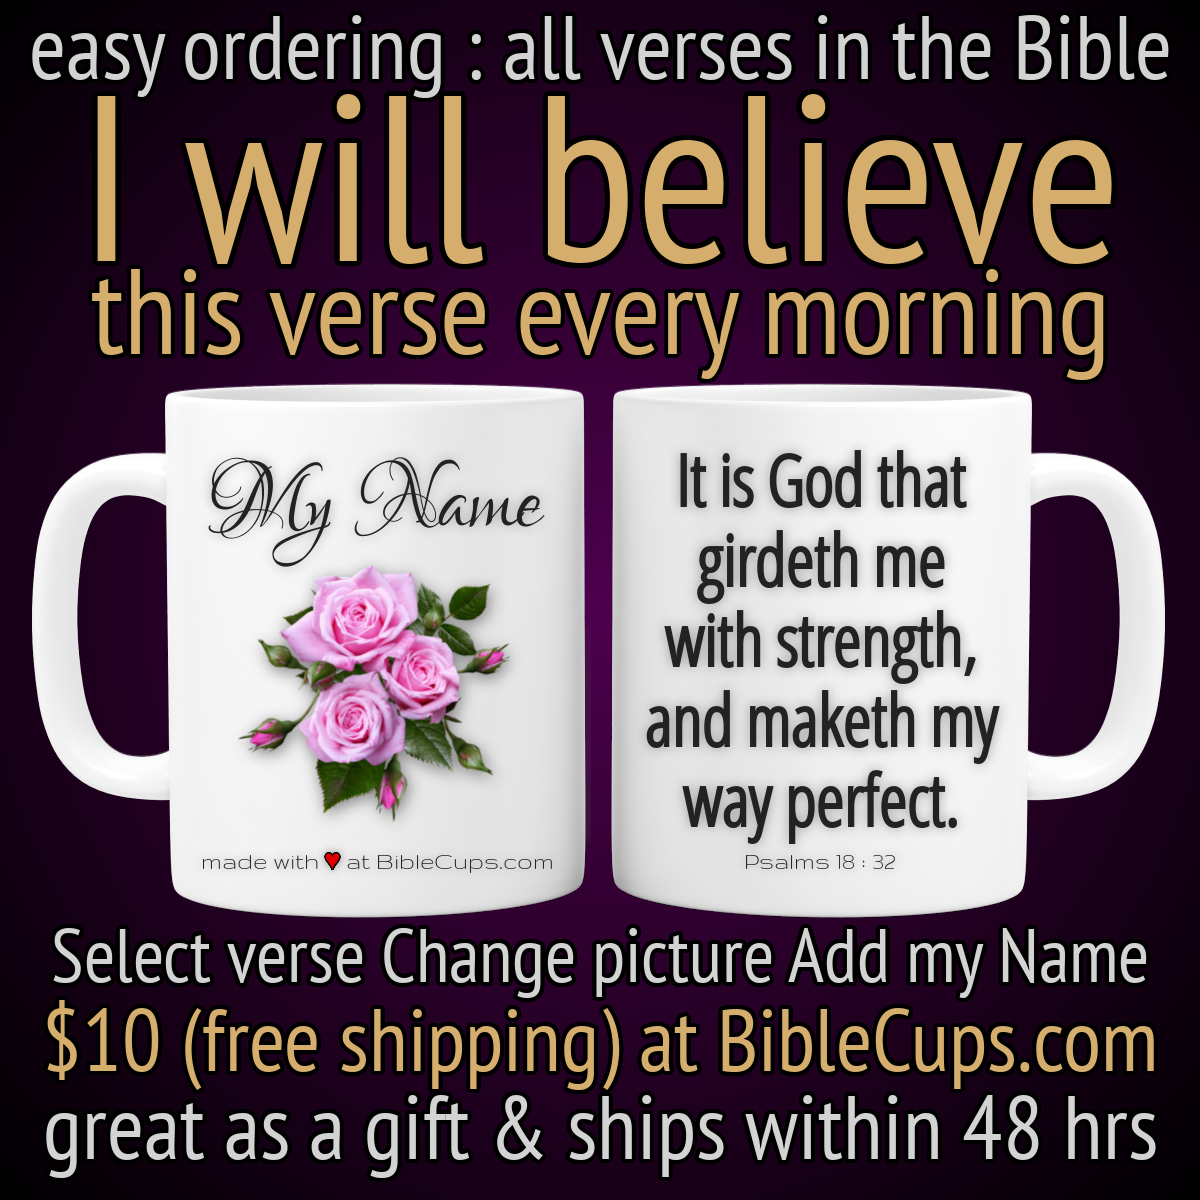 easy ordering : all verses in the Bible
I will believe
this verse every morning
My Name
made with ♥ at BibleCups.com
It is God that
girdeth me
with strength,
and maketh my
way perfect.
Psalms 18 : 32
Select verse Change picture Add my Name
$10 (free shipping) at BibleCups.com
great as a gift & ships within 48 hrs